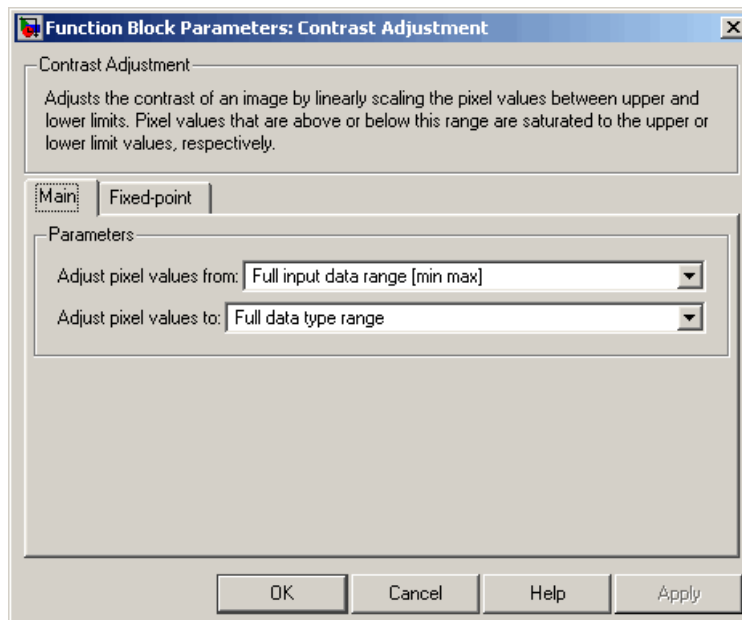 Function Block Parameters: Contrast Adjustment
Contrast Adjustment
Adjusts the contrast of an image by linearly scaling the pixel values between upper and
lower limits. Pixel values that are above or below this range are saturated to the upper or
lower limit values, respectively.
Main Fixed-point
Parameters
Adjust pixel values from: Full input data range [min max]
Adjust pixel values to: Full data type range
OK Cancel Help Apply